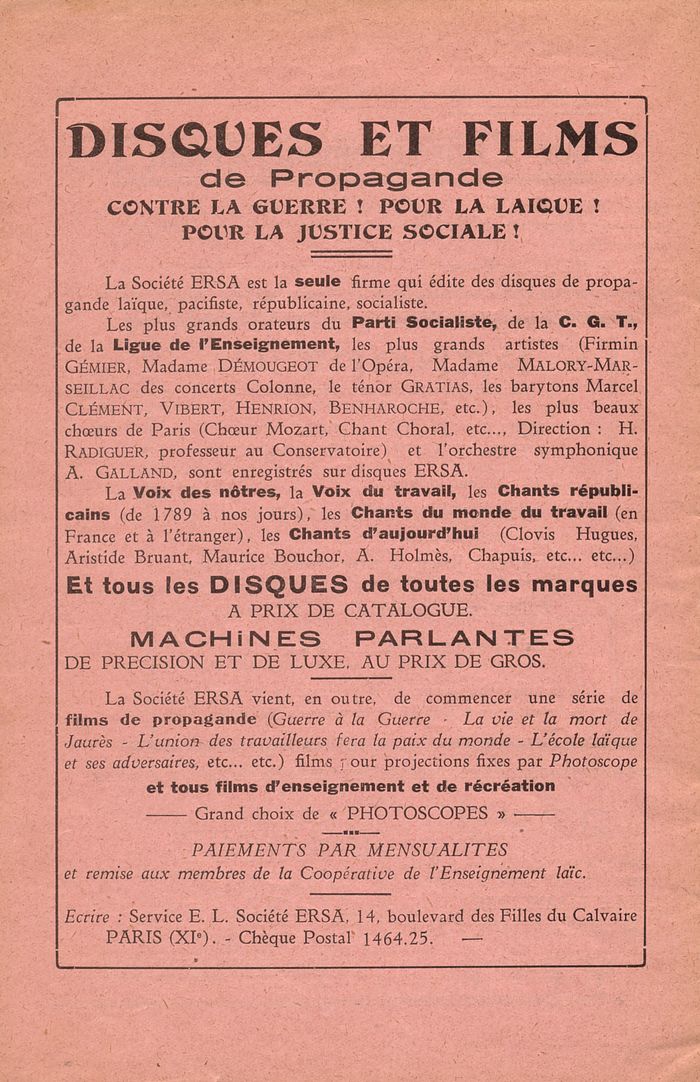 DISQUES ET FILMS
de Propagande
CONTRE LA GUERRE ! POUR LA LAIQUE !
POUR LA JUSTICE SOCIALE !
La Société ERSA est la seule firme qui édite des disques de propa-
gande laïque, pacifiste, républicaine, socialiste.
Les plus grands orateurs du Parti Socialiste, de la C. G. T.,
de la Ligue de l'Enseignement, les plus grands artistes (Firmin
GÉMIER, Madame DÉMOUGEOT de l'Opéra, Madame MALORY-MAR-
SEILLAC des concerts Colonne, le ténor GRATIAS, les barytons Marcel
CLÉMENT, VIBERT, HENRION, BENHAROCHE, etc.), les plus beaux
chœurs de Paris (Chœur Mozart, Chant Choral, etc..., Direction : H.
RADIGUER, professeur au Conservatoire) et l'orchestre symphonique
A. GALLAND, sont enregistrés sur disques ERSA.
La Voix des nôtres, la Voix du travail, les Chants républi-
cains (de 1789 à nos jours), les Chants du monde du travail (en
France et à l'étranger), les Chants d'aujourd'hui (Clovis Hugues,
Aristide Bruant, Maurice Bouchor, A. Holmès, Chapuis, etc... etc...)
Et tous les DISQUES de toutes les marques
A PRIX DE CATALOGUE.
MACHiNES PARLANTES
DE PRECISION ET DE LUXE, AU PRIX DE GROS.
La Société ERSA vient, en outre, de commencer une série de
films de propagande (Guerre à la Guerre - La vie et la mort de
Jaurès - L'union des travailleurs fera la paix du monde - L'école laïque
et ses adversaires, etc... etc.) films our projections fixes par Photoscope
et tous films d'enseignement et de récréation
Grand choix de « PHOTOSCOPES »
PAIEMENTS PAR MENSUALITES
et remise aux membres de la Coopérative de l'Enseignement laïc.
Ecrire : Service E. L. Société ERSA, 14, boulevard des Filles du Calvaire
PARIS (XIe). - Chèque Postal 1464.25. —